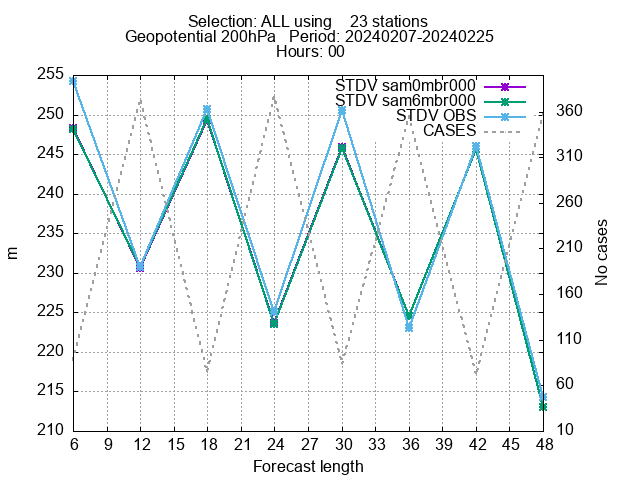 Selection: ALL using 23 stations
Geopotential 200hPa Period: 20240207-20240225
Hours: 00
STDV sam0mbr000
STDV sam6mbr000
STDV OBS
CASES
255
250
245
240
235
230
225
220
215
210
m
360
310
260
210
160
110
60
10
No cases
6 9 12 15 18 21 24 27 30 33 36 39 42 45 48
Forecast length